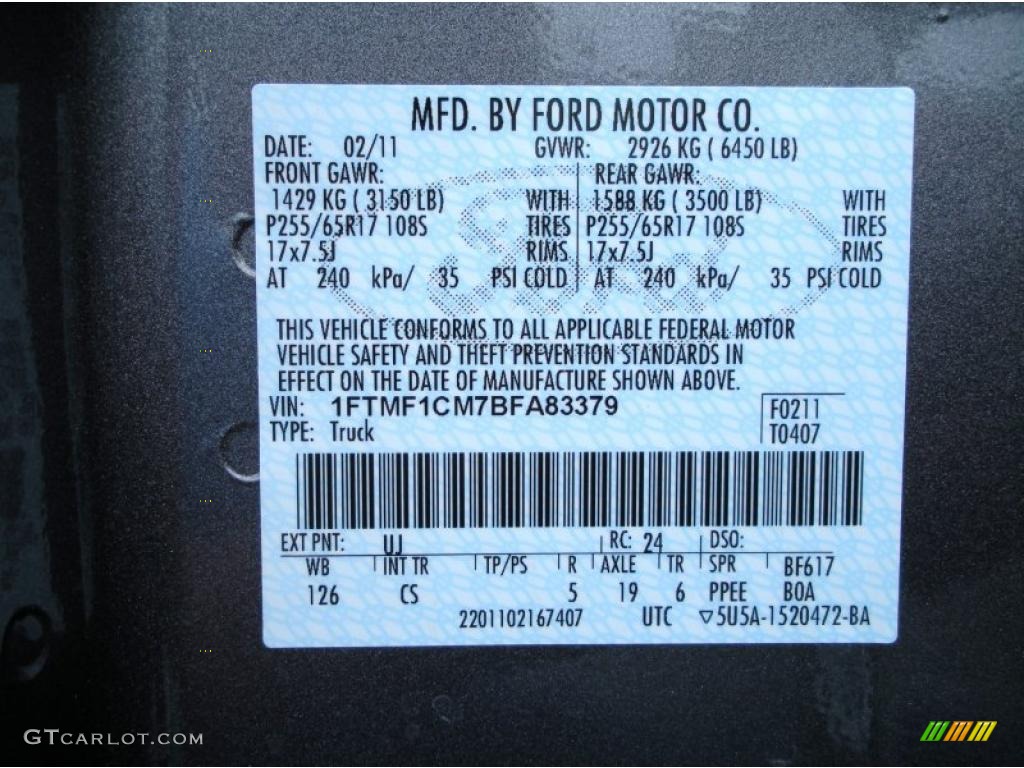 MFD. BY FORD MOTOR CO.
DATE: 02/11 GVWR: 2926 KG ( 6450 LB)
FRONT GAWR: REAR GAWR:
1429 KG ( 3150 LB) WITH 1588 KG ( 3500 LB) WITH
P255/65R17 108S TIRES P255/65R17 108S TIRES
17x7.5J RIMS 17x7.5J RIMS
AT 240 kPa/ 35 PSI COLD AT 240 kPa/ 35 PSI COLD
THIS VEHICLE CONFORMS TO ALL APPLICABLE FEDERAL MOTOR
VEHICLE SAFETY AND THEFT PREVENTION STANDARDS IN
EFFECT ON THE DATE OF MANUFACTURE SHOWN ABOVE.
VIN: 1FTMF1CM7BFA83379 F0211
TYPE: Truck T0407
EXT PNT: UJ RC: 24 DSO:
WB INT TR TP/PS R AXLE TR SPR BF617
126 CS 5 19 6 PPEE BOA
2201102167407 UTC ▽5U5A-1520472-BA
GTCARLOT.COM